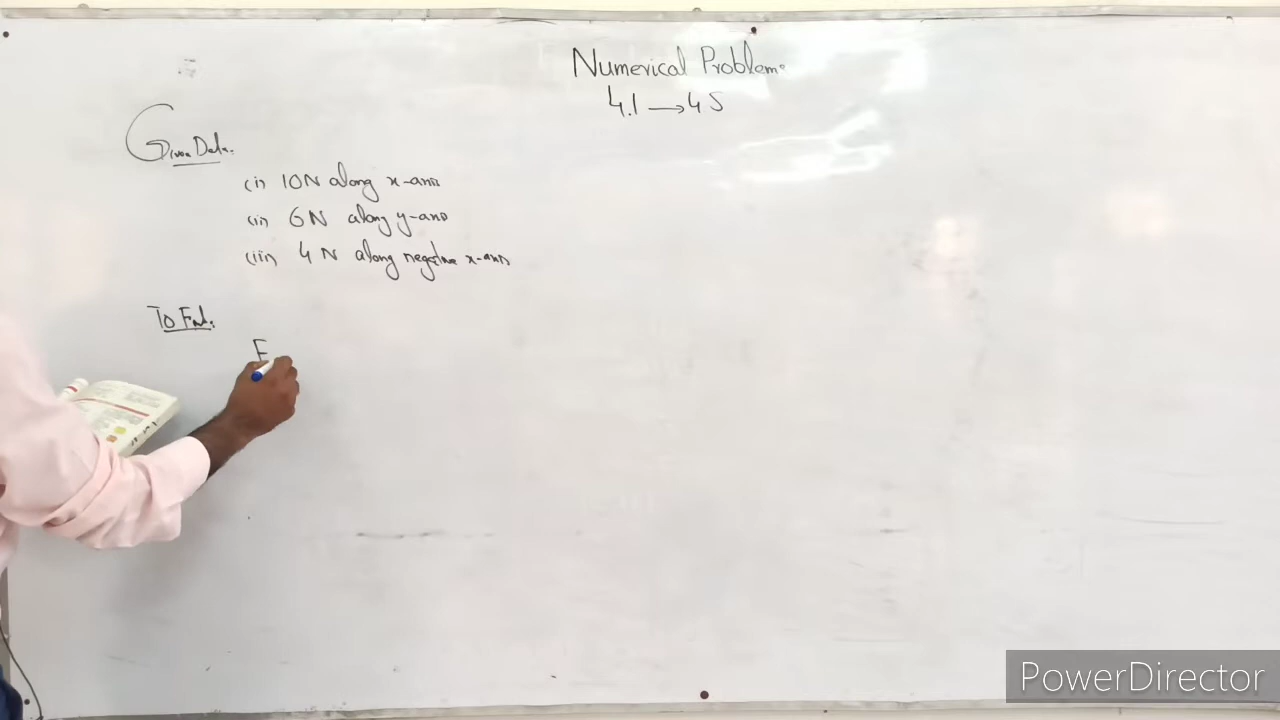 Numerical Problems
4.1 → 4.5
Given Data:
(i) 10N along x-axis
(ii) 6N along y-axis
(iii) 4N along negative x-axis
To Find:
F
PowerDirector